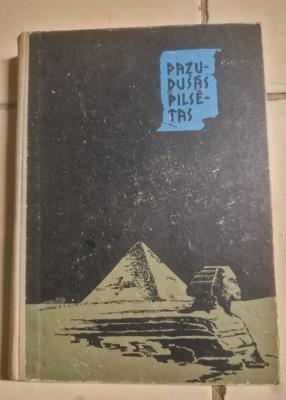 PAZU-
DUŠĀS
PILSĒ-
TAS